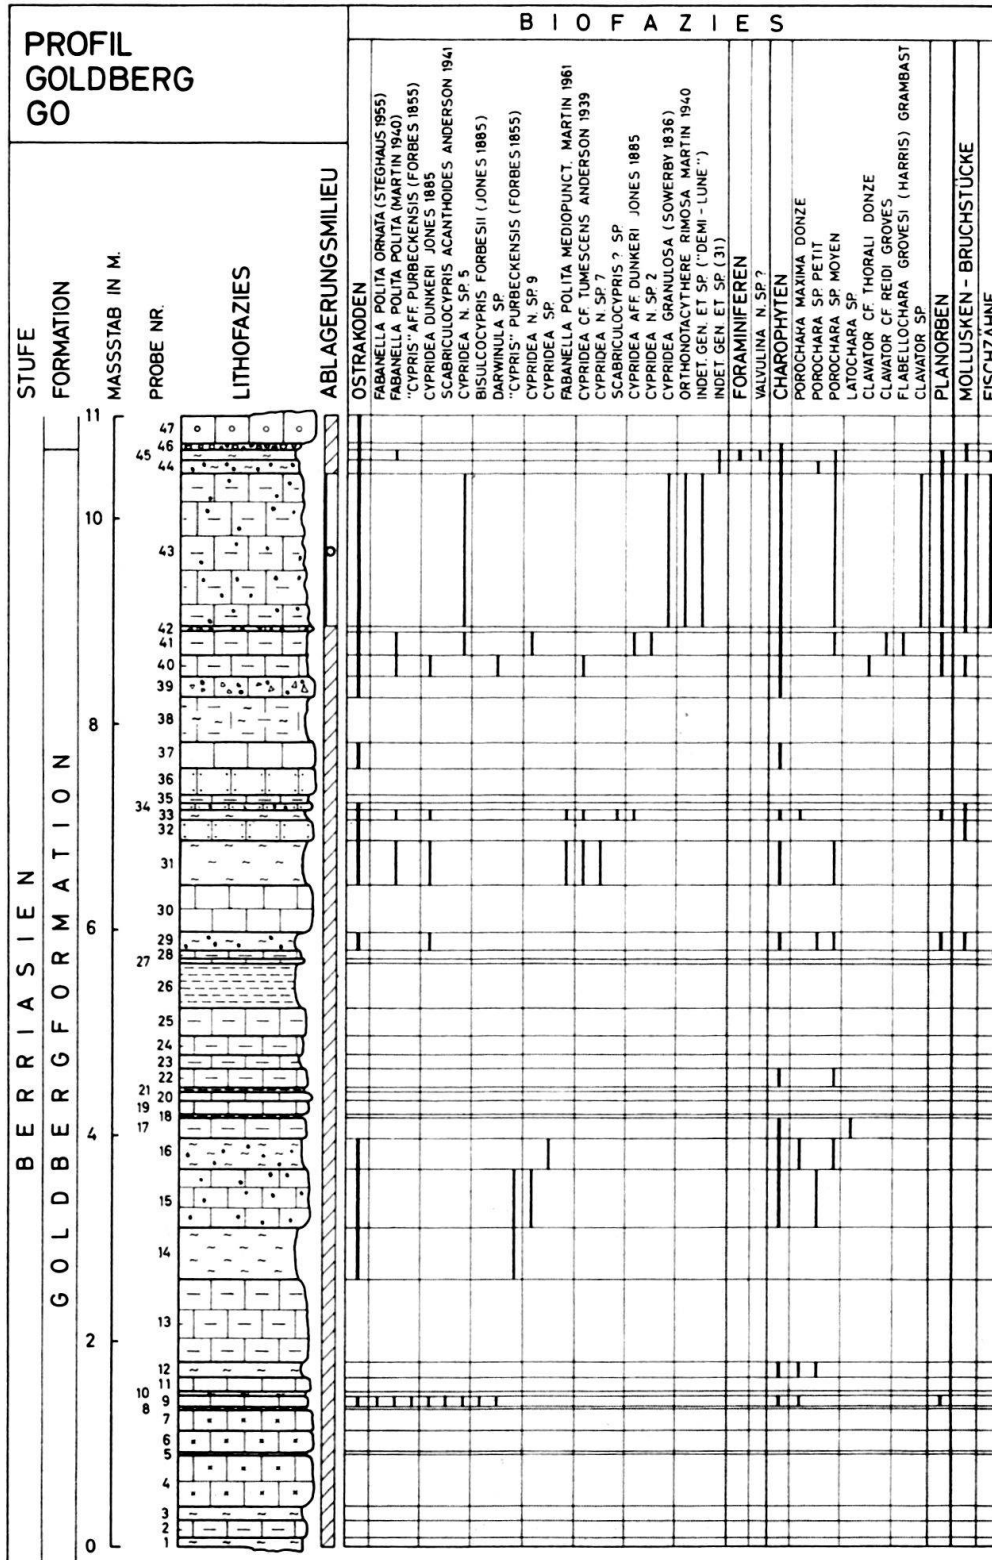 PROFIL
GOLDBERG
GO
B I O F A Z I E S
STUFE
FORMATION
MASSSTAB IN M.
PROBE NR.
LITHOFAZIES
ABLAGERUNGSMILIEU
OSTRAKODEN
FABANELLA POLITA ORNATA (STEGHAUS 1955)
FABANELLA POLITA POLITA (MARTIN 1940)
"CYPRIS" AFF. PURBECKENSIS (FORBES 1855)
CYPRIDEA DUNKERI JONES 1885
SCABRICULOCYPRIS ACANTHOIDES ANDERSON 1941
CYPRIDEA N. SP. 5
BISULCOCYPRIS FORBESII (JONES 1885)
DARWINULA SP.
"CYPRIS" PURBECKENSIS (FORBES 1855)
CYPRIDEA N. SP. 9
CYPRIDEA SP.
FABANELLA POLITA MEDIOPUNCT. MARTIN 1961
CYPRIDEA CF. TUMESCENS ANDERSON 1939
CYPRIDEA N. SP. 7
SCABRICULOCYPRIS ? SP.
CYPRIDEA AFF. DUNKERI JONES 1885
CYPRIDEA N. SP. 2
CYPRIDEA GRANULOSA (SOWERBY 1836)
ORTHONOTACYTHERE RIMOSA MARTIN 1940
INDET. GEN. ET SP. ("DEMI - LUNE")
INDET GEN. ET SP. (31)
FORAMINIFEREN
VALVULINA N. SP. ?
CHAROPHYTEN
POROCHARA MAXIMA DONZE
POROCHARA SP. PETIT
POROCHARA SP. MOYEN
LATOCHARA SP.
CLAVATOR CF. THORALI DONZE
CLAVATOR CF REIDI GROVES
FLABELLOCHARA GROVESI (HARRIS) GRAMBAST
CLAVATOR SP
PLANORBEN
MOLLUSKEN - BRUCHSTÜCKE
FISCHZÄHNE
BERRIASIEN
GOLDBERGFORMATION
11
10
8
6
4
2
0
47
46
45
44
43
42
41
40
39
38
37
36
35
34
33
32
31
30
29
28
27
26
25
24
23
22
21
20
19
18
17
16
15
14
13
12
11
10
9
8
7
6
5
4
3
2
1